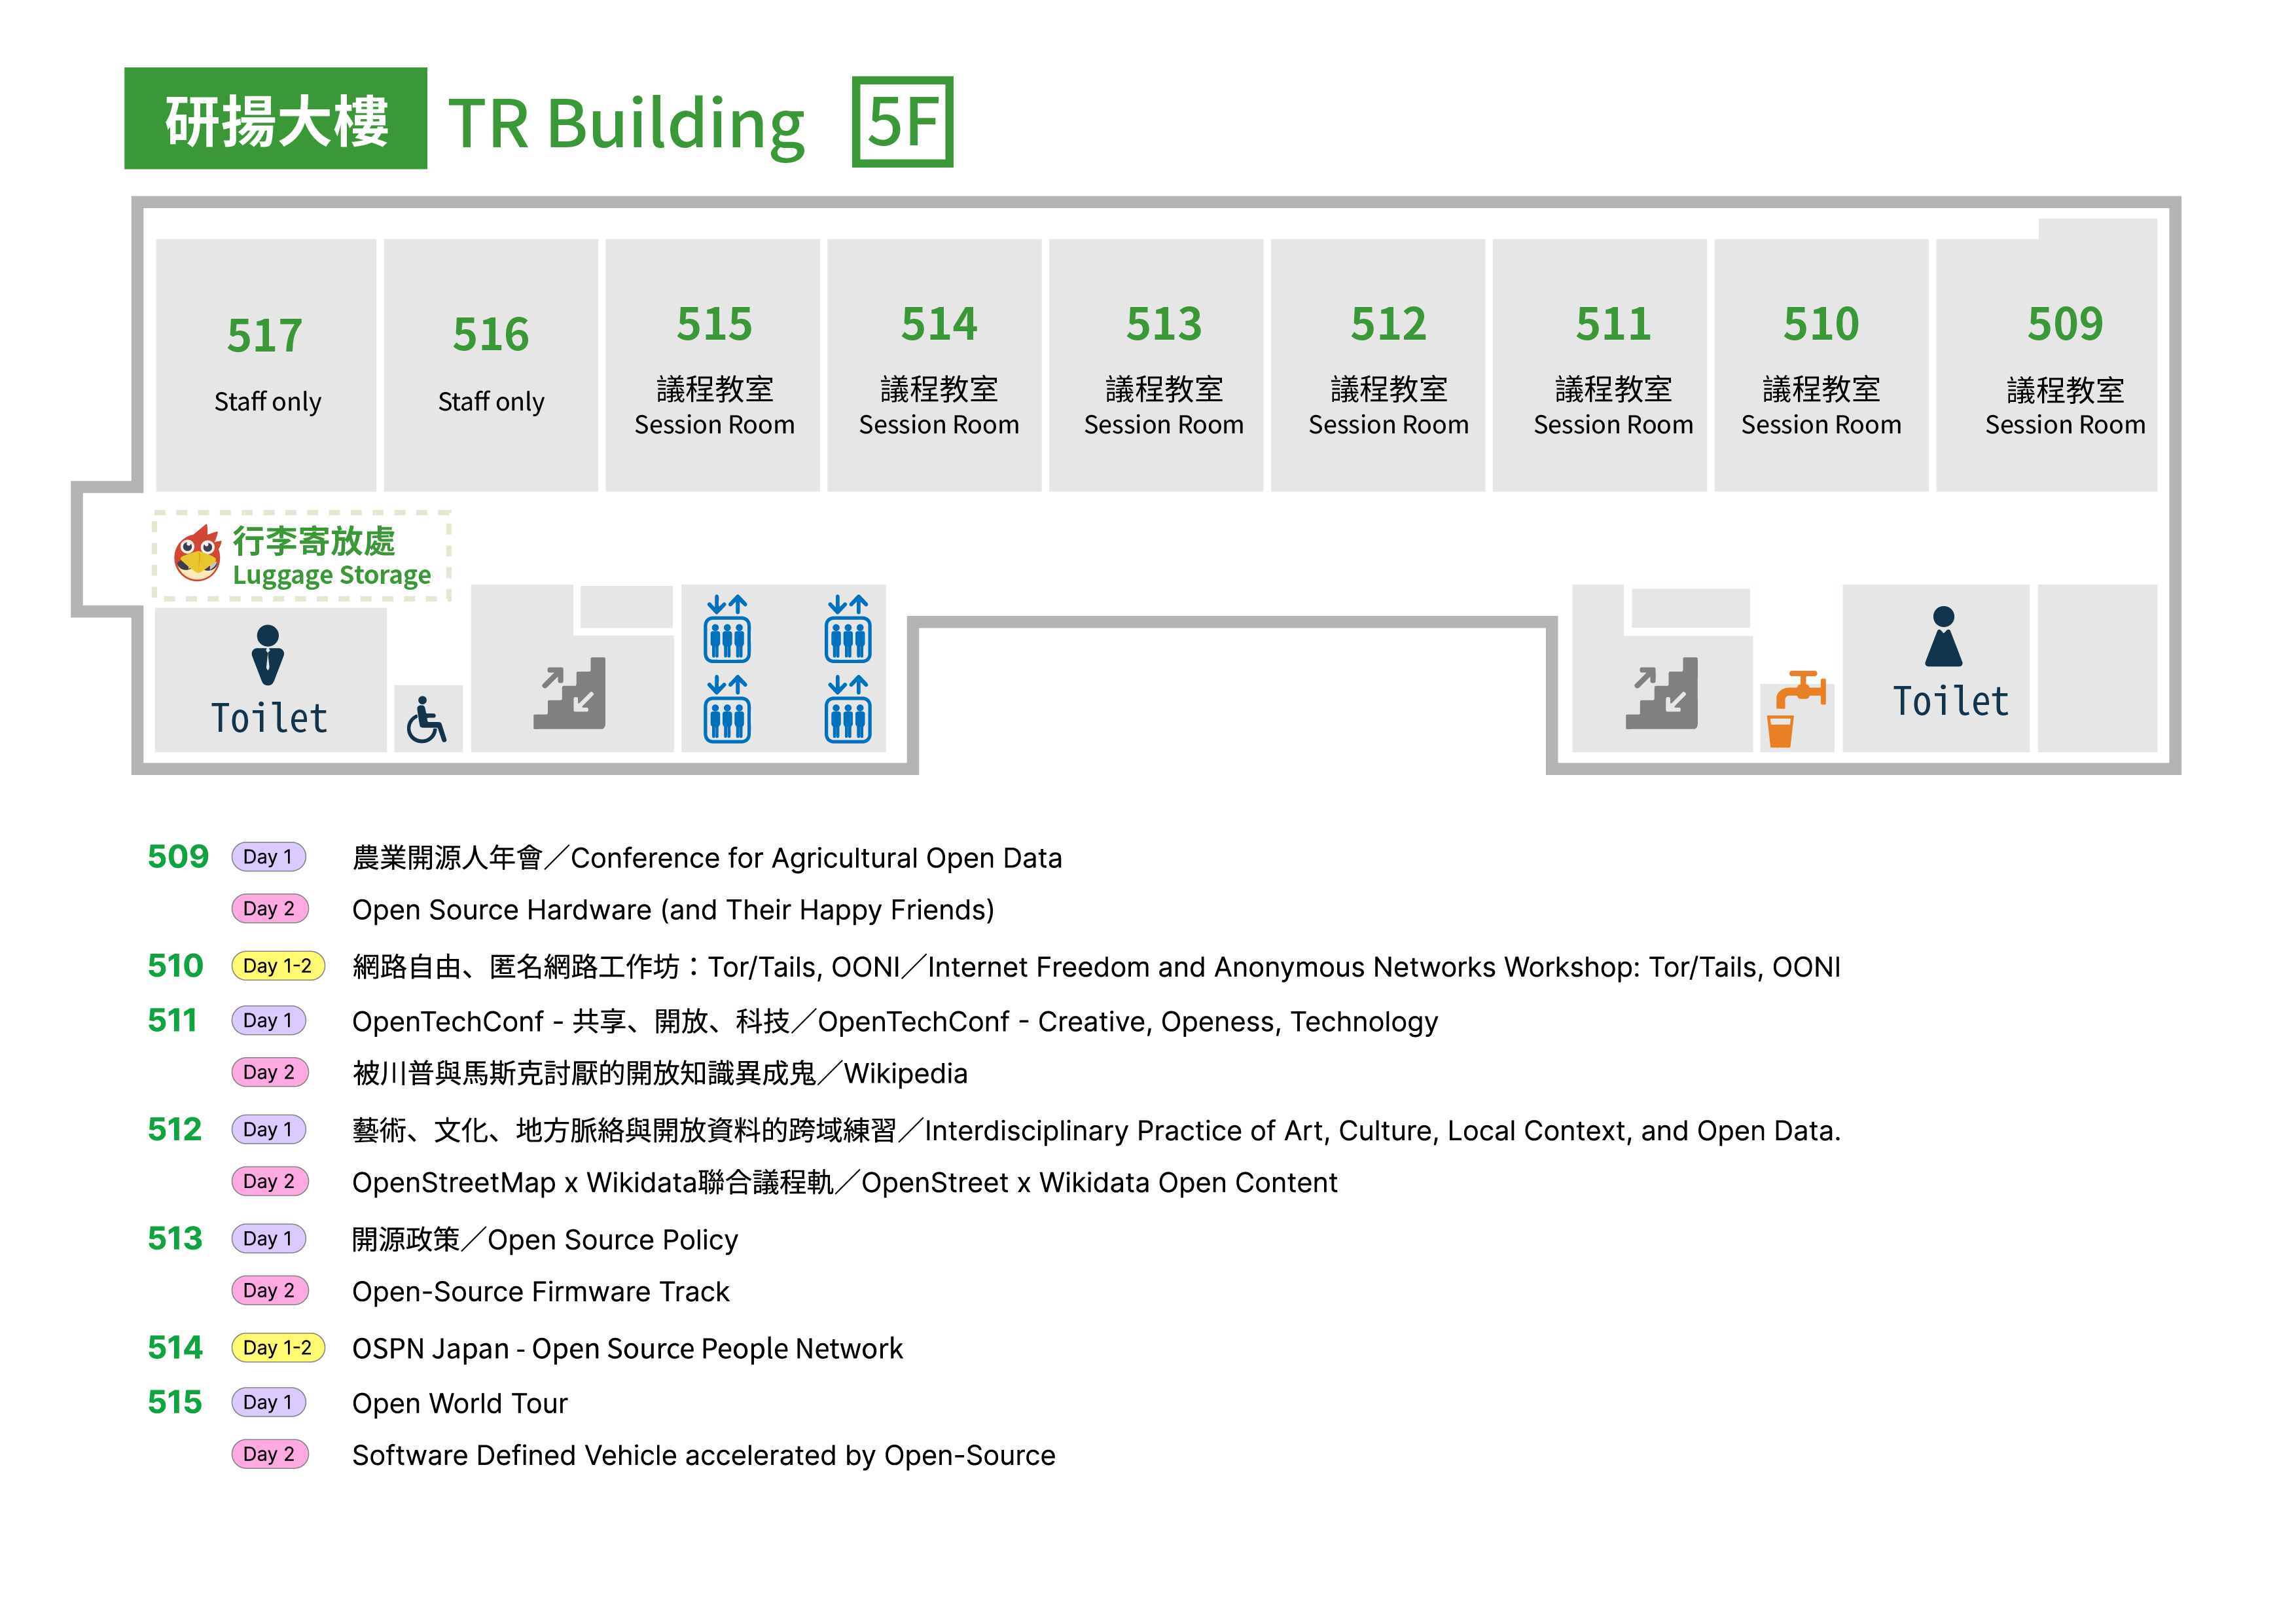 研揚大樓 TR Building 5F
517
Staff only
516
Staff only
515
議程教室
Session Room
514
議程教室
Session Room
513
議程教室
Session Room
512
議程教室
Session Room
511
議程教室
Session Room
510
議程教室
Session Room
509
議程教室
Session Room
行李寄放處
Luggage Storage
Toilet
Toilet
509 Day 1 農業開源人年會／Conference for Agricultural Open Data
Day 2 Open Source Hardware (and Their Happy Friends)
510 Day 1-2 網路自由、匿名網路工作坊：Tor/Tails, OONI／Internet Freedom and Anonymous Networks Workshop: Tor/Tails, OONI
511 Day 1 OpenTechConf - 共享、開放、科技／OpenTechConf - Creative, Openess, Technology
Day 2 被川普與馬斯克討厭的開放知識異成鬼／Wikipedia
512 Day 1 藝術、文化、地方脈絡與開放資料的跨域練習／Interdisciplinary Practice of Art, Culture, Local Context, and Open Data.
Day 2 OpenStreetMap x Wikidata聯合議程軌／OpenStreet x Wikidata Open Content
513 Day 1 開源政策／Open Source Policy
Day 2 Open-Source Firmware Track
514 Day 1-2 OSPN Japan - Open Source People Network
515 Day 1 Open World Tour
Day 2 Software Defined Vehicle accelerated by Open-Source